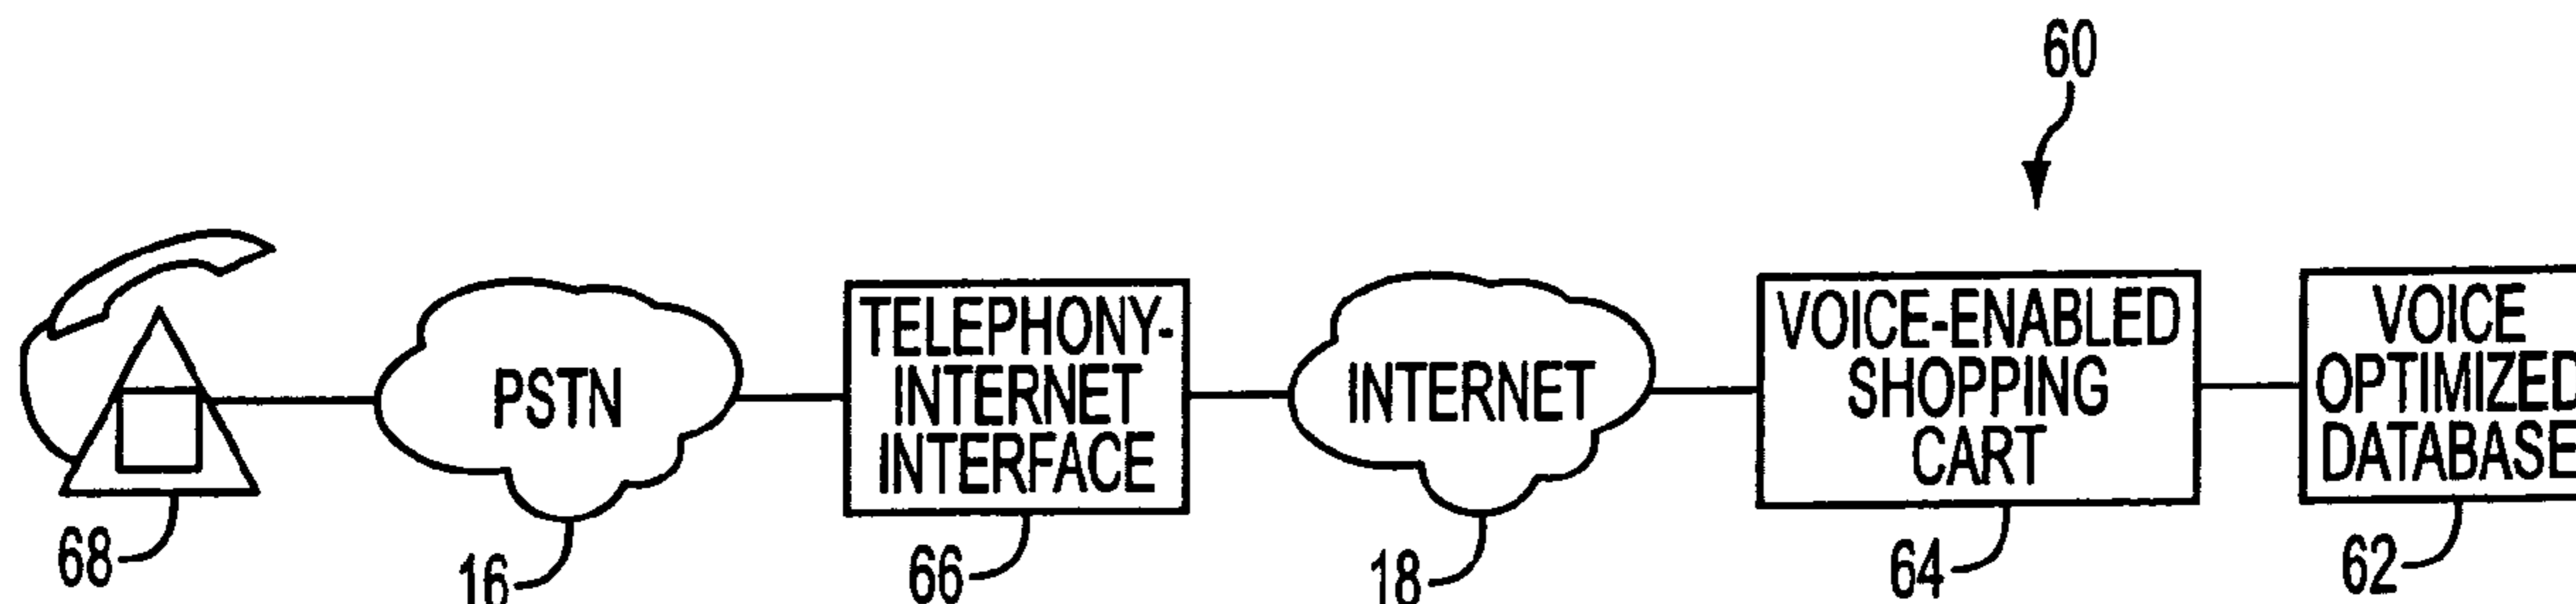 60
PSTN
TELEPHONY-
INTERNET
INTERFACE
INTERNET
VOICE-ENABLED
SHOPPING
CART
VOICE
OPTIMIZED
DATABASE
68
16
66
18
64
62